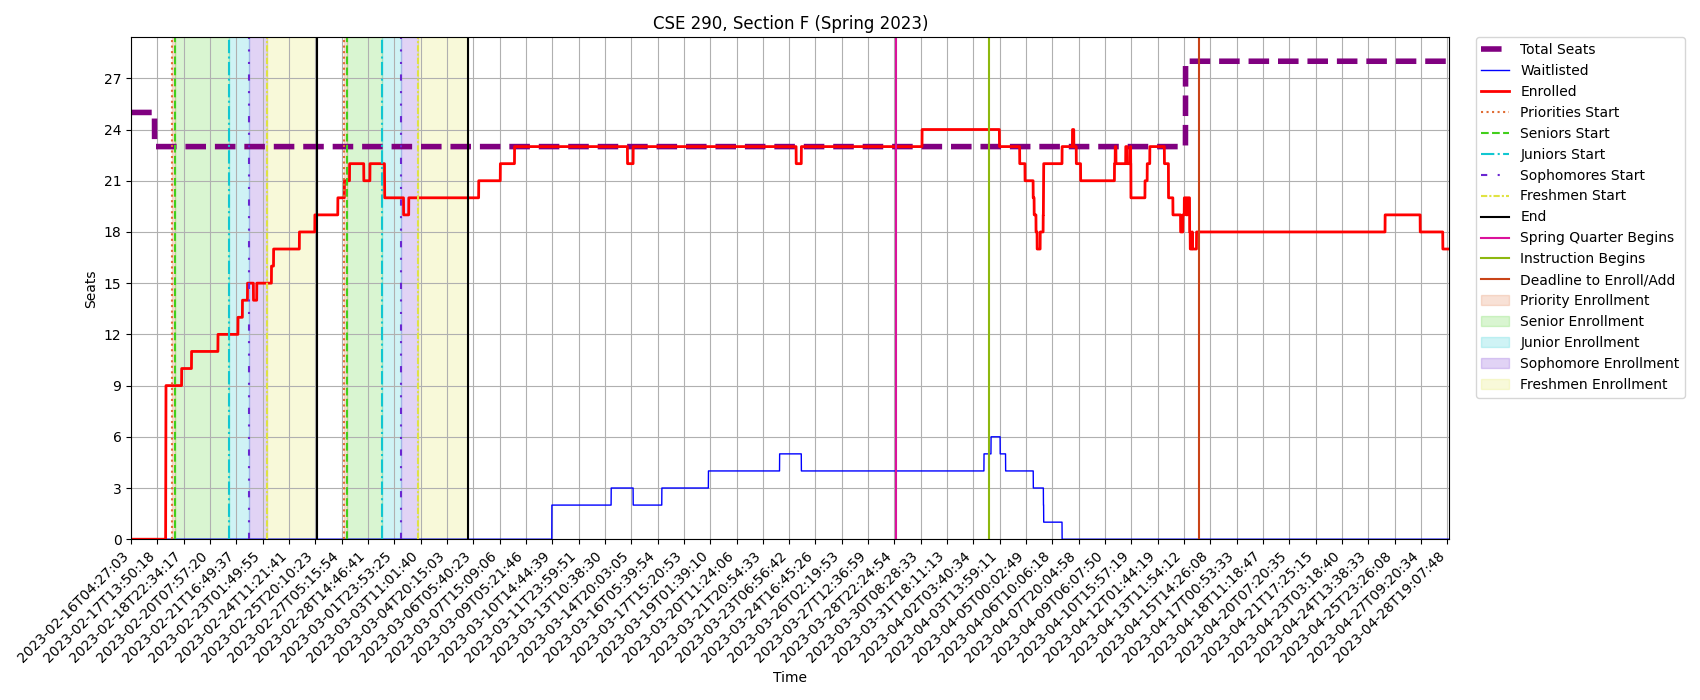 CSE 290, Section F (Spring 2023)
Seats
27
24
21
18
15
12
9
6
3
0
2023-02-16T04:27:03
2023-02-17T13:50:18
2023-02-18T22:34:17
2023-02-20T07:57:20
2023-02-21T16:49:37
2023-02-23T01:49:55
2023-02-24T11:21:41
2023-02-25T20:10:23
2023-02-27T05:15:54
2023-02-28T14:46:41
2023-03-01T23:53:25
2023-03-03T11:01:40
2023-03-04T20:15:03
2023-03-06T05:40:23
2023-03-07T15:09:06
2023-03-09T05:21:46
2023-03-10T14:44:39
2023-03-11T23:59:51
2023-03-13T10:38:30
2023-03-14T20:03:05
2023-03-16T05:39:54
2023-03-17T15:20:53
2023-03-19T01:39:10
2023-03-20T11:24:06
2023-03-21T20:54:33
2023-03-23T06:56:42
2023-03-24T16:45:26
2023-03-26T02:19:53
2023-03-27T12:36:59
2023-03-28T22:24:54
2023-03-30T08:28:33
2023-03-31T18:11:13
2023-04-02T03:40:34
2023-04-03T13:59:11
2023-04-05T00:02:49
2023-04-06T10:06:18
2023-04-07T20:04:58
2023-04-09T06:07:50
2023-04-10T15:57:19
2023-04-12T01:44:19
2023-04-13T11:54:12
2023-04-15T14:26:08
2023-04-17T00:53:33
2023-04-18T11:18:47
2023-04-20T07:20:35
2023-04-21T17:25:15
2023-04-24T03:18:40
2023-04-24T13:38:33
2023-04-25T23:26:08
2023-04-27T09:20:34
2023-04-28T19:07:48
Time
Total Seats
Waitlisted
Enrolled
Priorities Start
Seniors Start
Juniors Start
Sophomores Start
Freshmen Start
End
Spring Quarter Begins
Instruction Begins
Deadline to Enroll/Add
Priority Enrollment
Senior Enrollment
Junior Enrollment
Sophomore Enrollment
Freshmen Enrollment